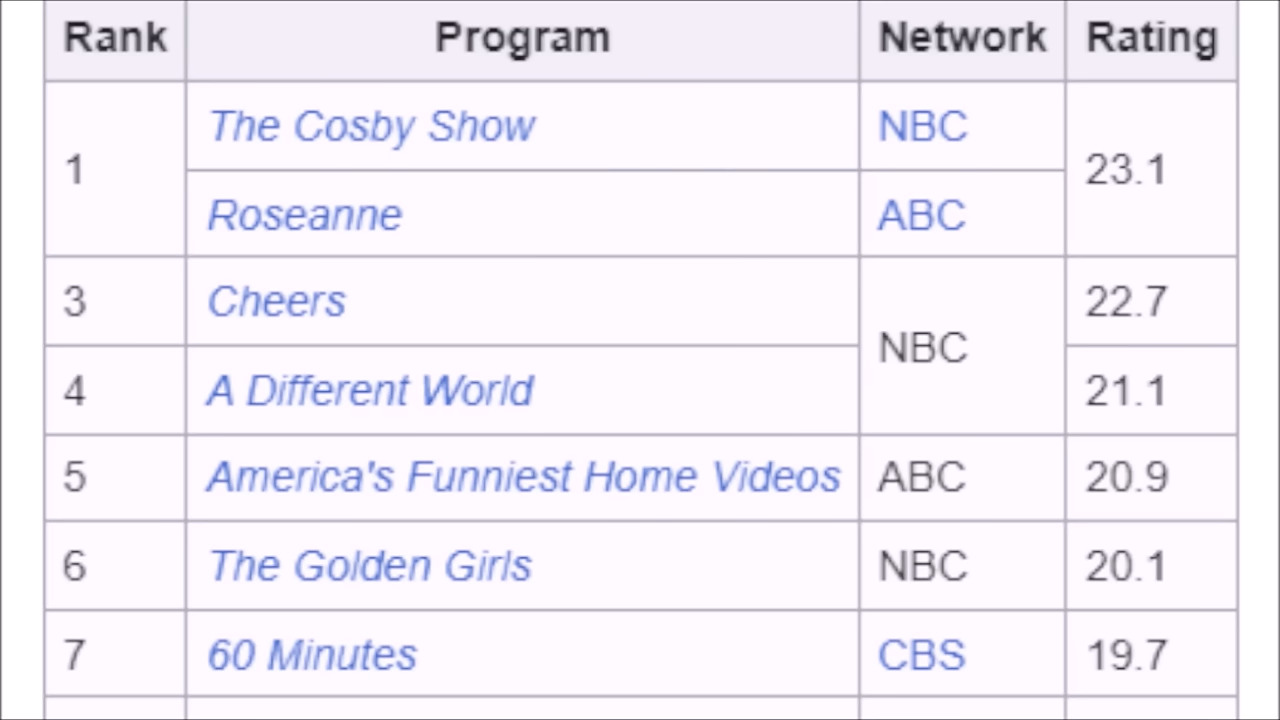 Rank Program Network Rating
1 The Cosby Show NBC 23.1
Roseanne ABC
3 Cheers NBC 22.7
4 A Different World 21.1
5 America's Funniest Home Videos ABC 20.9
6 The Golden Girls NBC 20.1
7 60 Minutes CBS 19.7